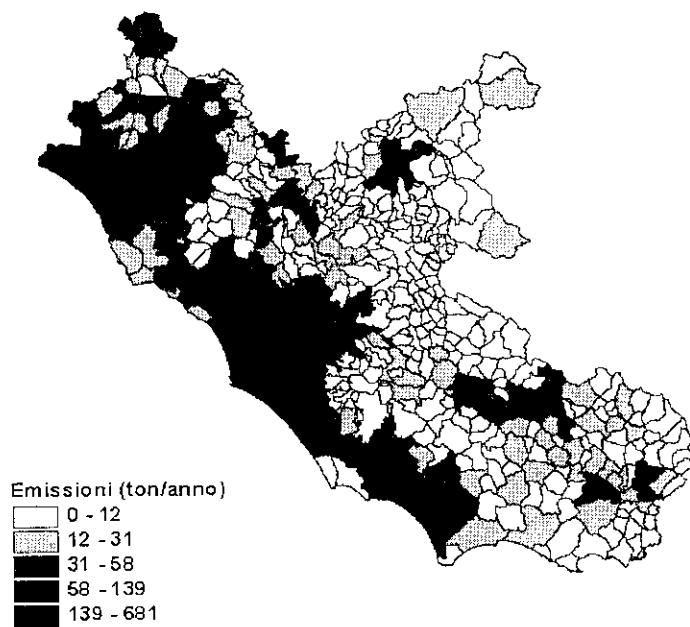 Emissioni (ton/anno)
0 - 12
12 - 31
31 - 58
58 - 139
139 - 681